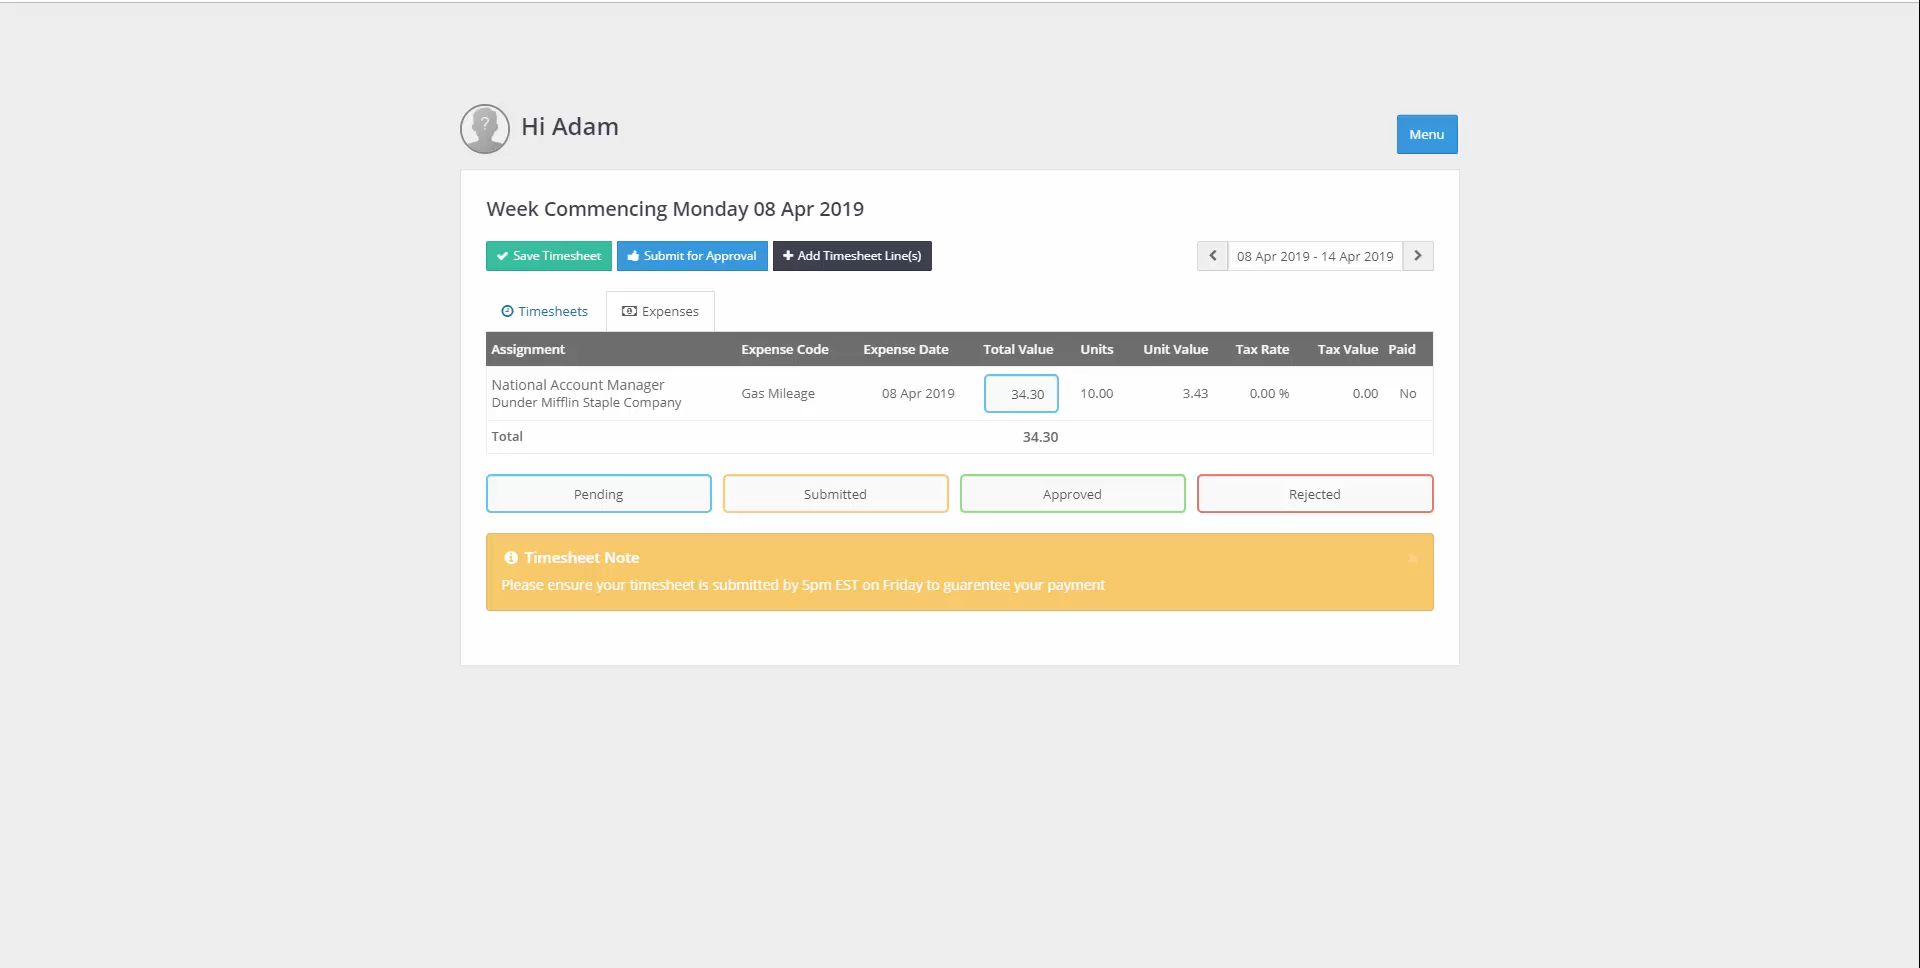 Hi Adam
Menu
Week Commencing Monday 08 Apr 2019
Save Timesheet
Submit for Approval
Add Timesheet Line(s)
08 Apr 2019 - 14 Apr 2019
Timesheets
Expenses
Assignment Expense Code Expense Date Total Value Units Unit Value Tax Rate Tax Value Paid
National Account Manager
Dunder Mifflin Staple Company
Gas Mileage 08 Apr 2019 34.30 10.00 3.43 0.00 % 0.00 No
Total 34.30
Pending
Submitted
Approved
Rejected
Timesheet Note
Please ensure your timesheet is submitted by 5pm EST on Friday to guarentee your payment